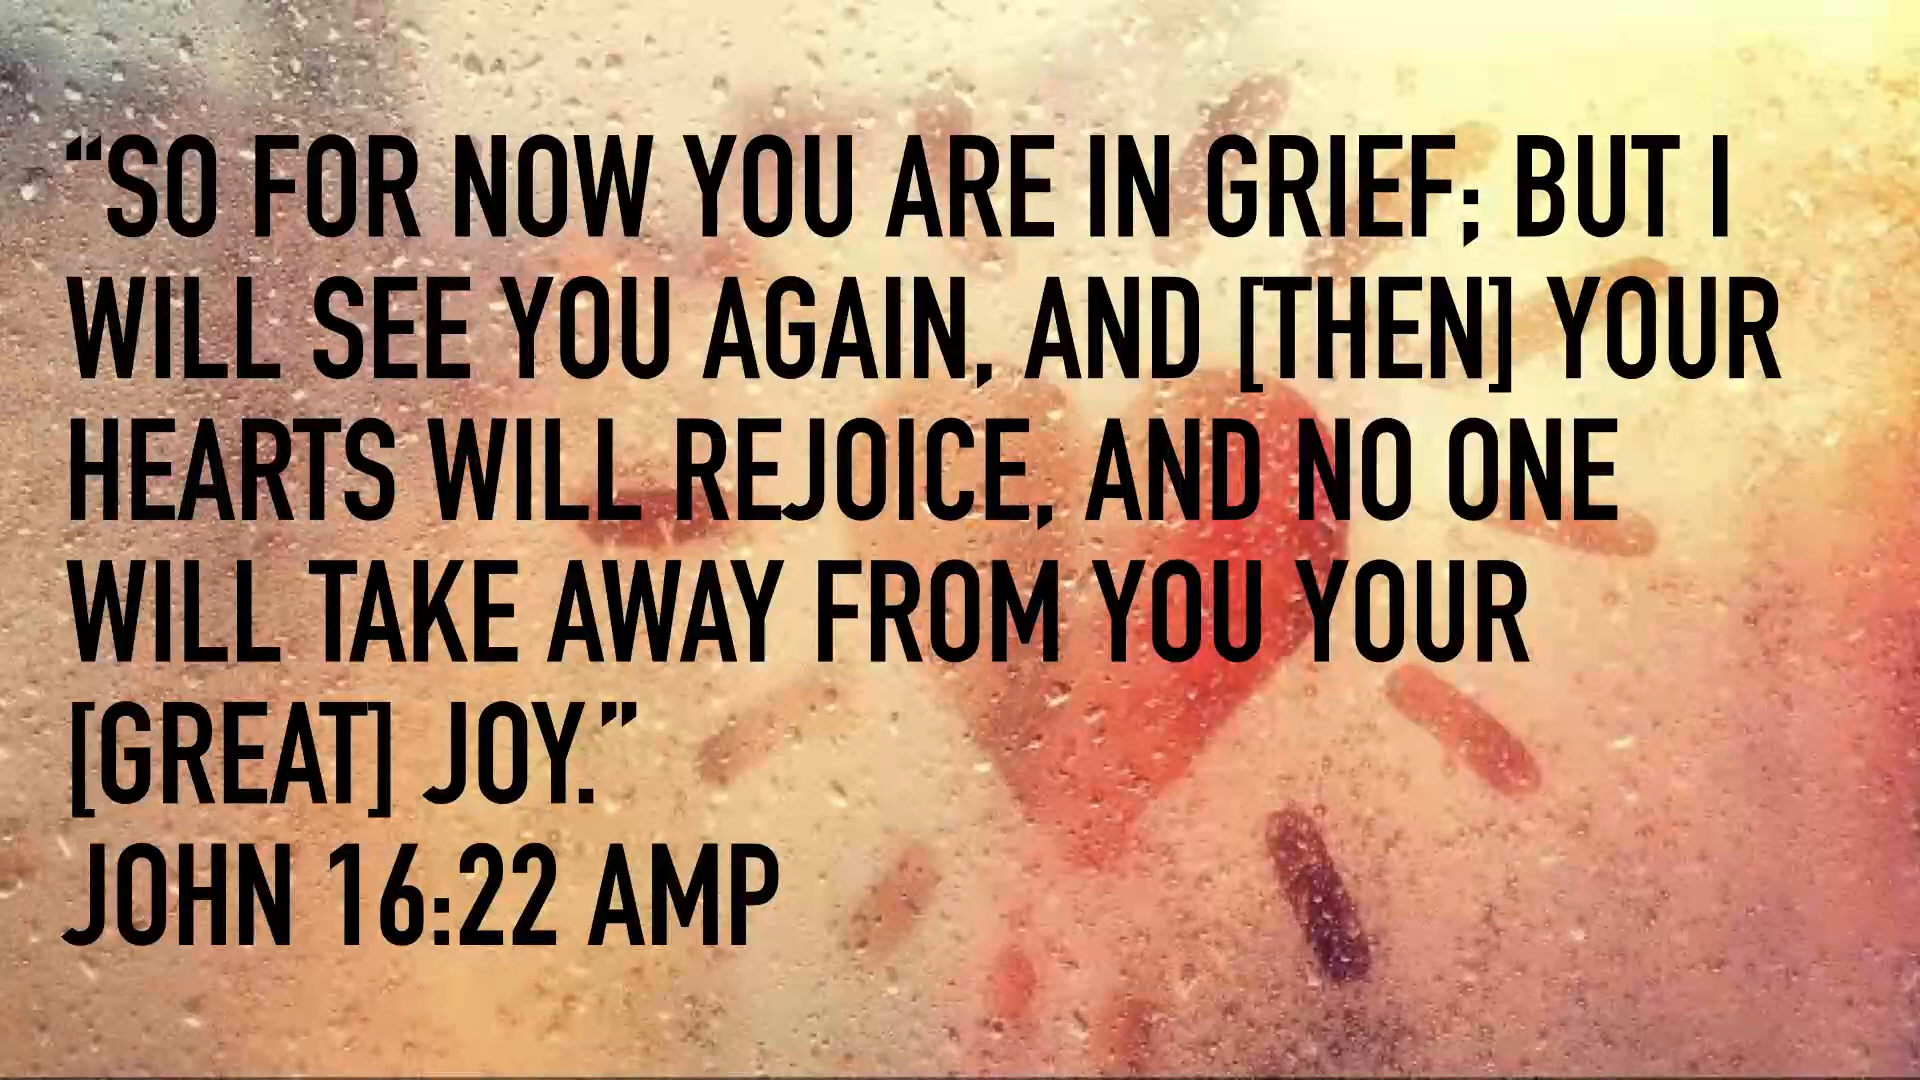 “SO FOR NOW YOU ARE IN GRIEF; BUT I
WILL SEE YOU AGAIN, AND [THEN] YOUR
HEARTS WILL REJOICE, AND NO ONE
WILL TAKE AWAY FROM YOU YOUR
[GREAT] JOY.”
JOHN 16:22 AMP